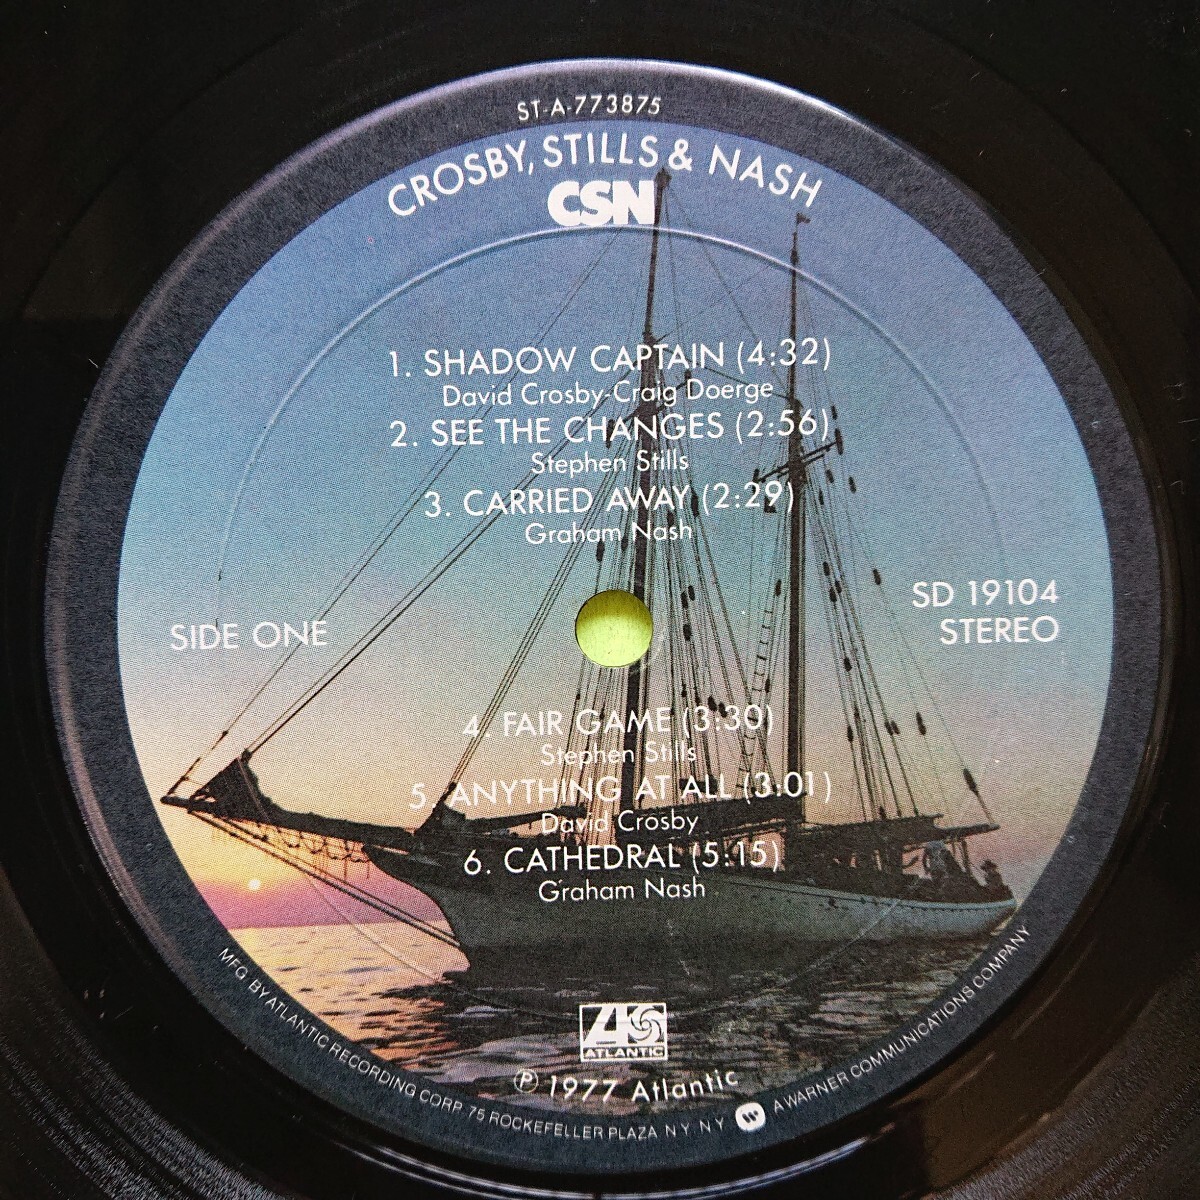 ST-A-773875
CROSBY, STILLS & NASH
CSN
1. SHADOW CAPTAIN (4:32)
David Crosby-Craig Doerge
2. SEE THE CHANGES (2:56)
Stephen Stills
3. CARRIED AWAY (2:29)
Graham Nash
SIDE ONE
SD 19104
STEREO
4. FAIR GAME (3:30)
Stephen Stills
5. ANYTHING AT ALL (3:01)
David Crosby
6. CATHEDRAL (5:15)
Graham Nash
ATLANTIC
℗ 1977 Atlantic
MFG BY ATLANTIC RECORDING CORP 75 ROCKEFELLER PLAZA N Y N Y A WARNER COMMUNICATIONS COMPANY